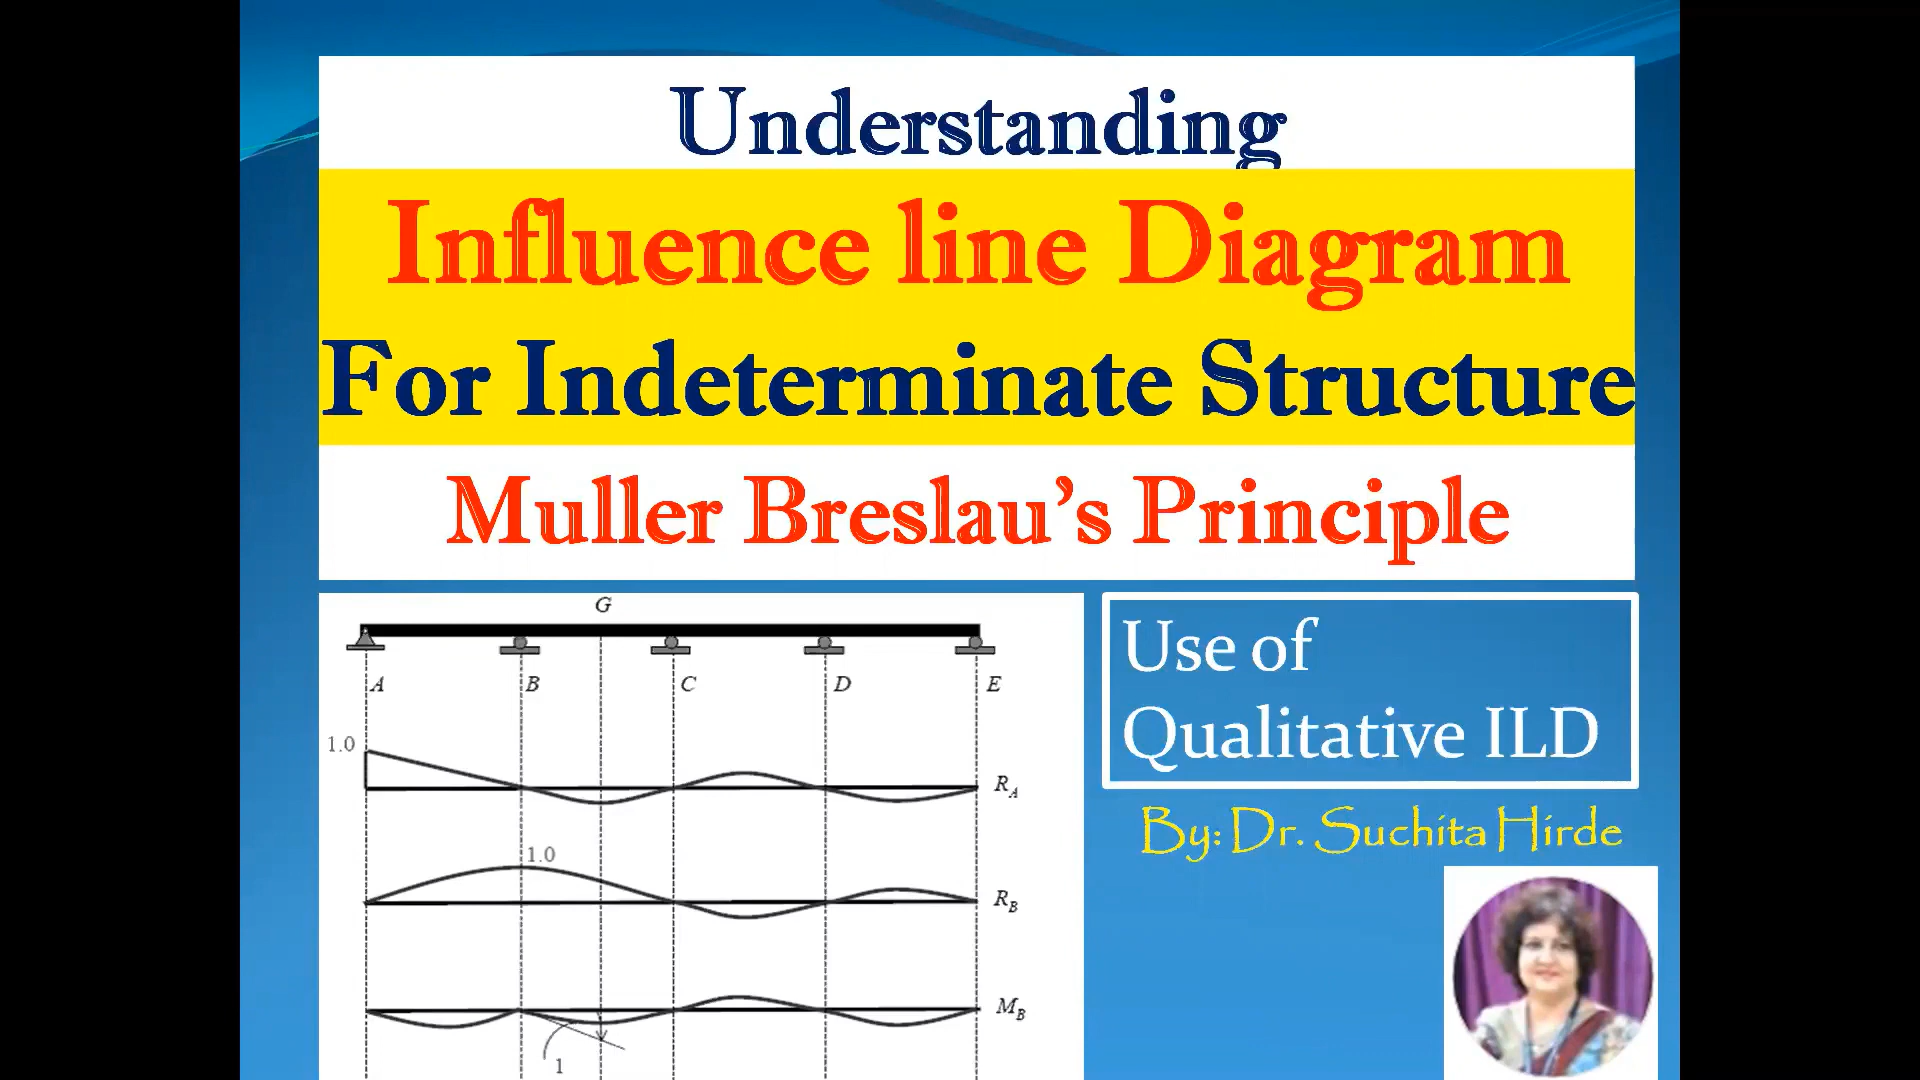 Understanding
Influence line Diagram
For Indeterminate Structure
Muller Breslau's Principle
G
A B C D E
1.0
R_A
1.0
R_B
M_B
1
Use of
Qualitative ILD
By: Dr. Suchita Hirde